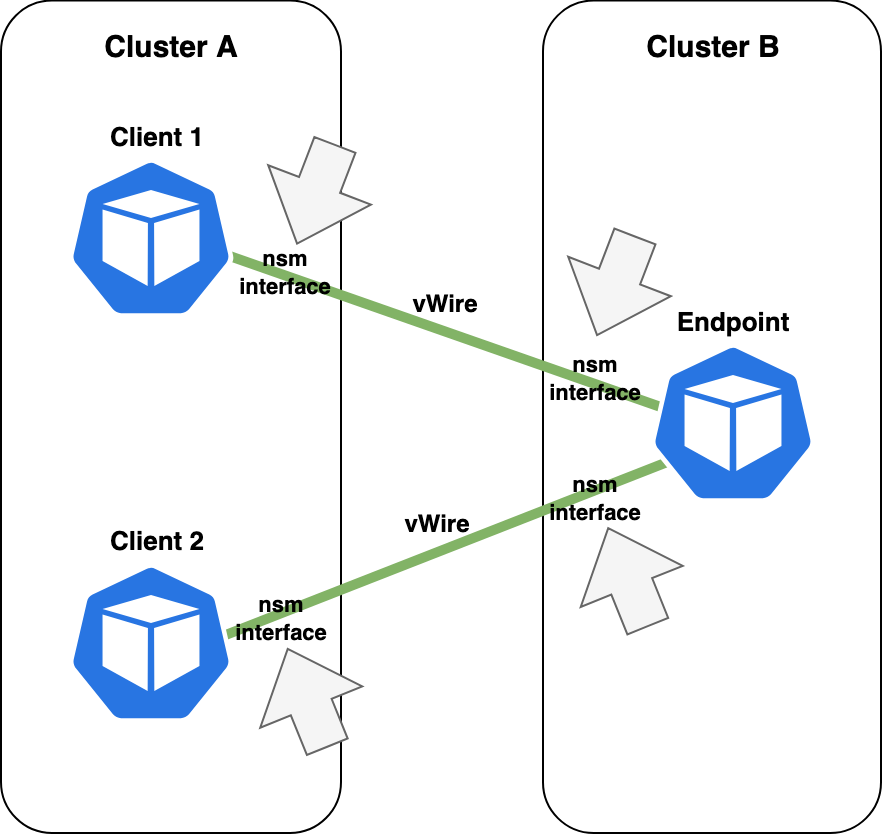 Cluster A
Cluster B
Client 1
nsm
interface
vWire
Endpoint
nsm
interface
nsm
interface
vWire
Client 2
nsm
interface